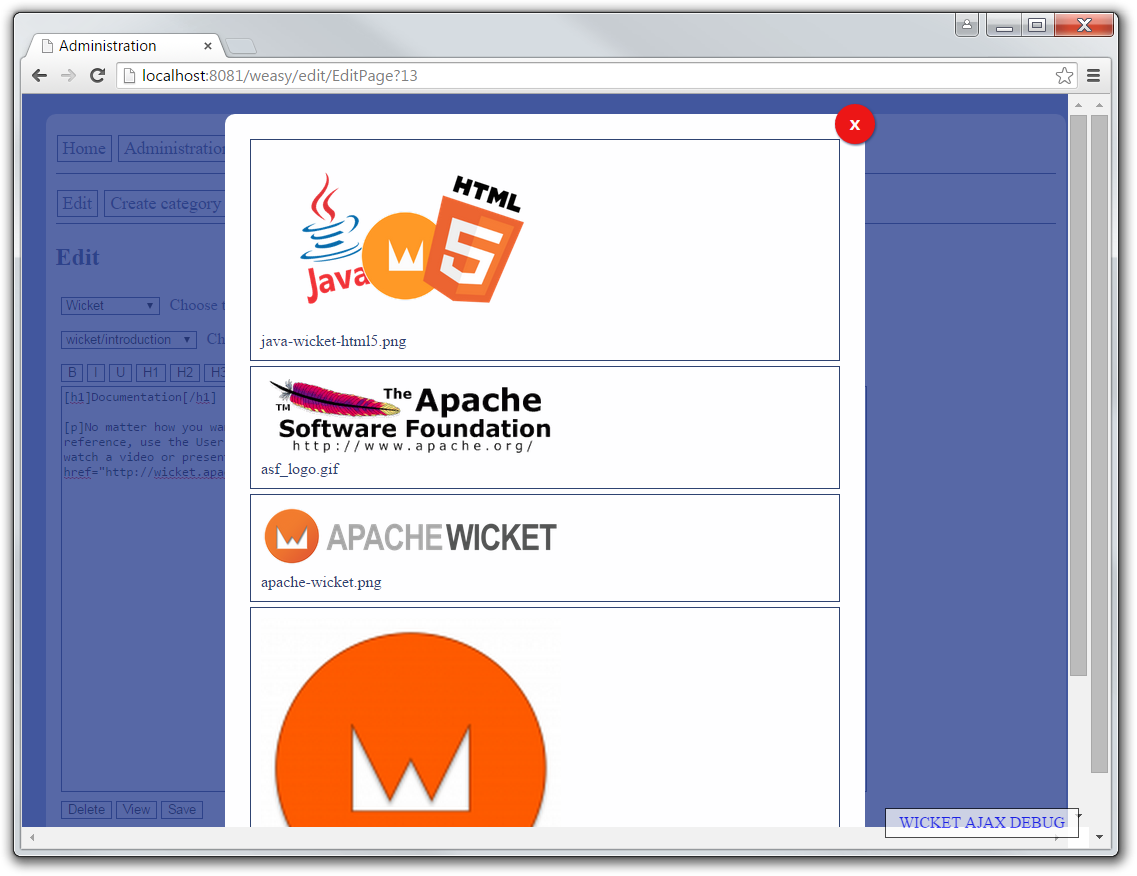 Administration
localhost:8081/weasy/edit/EditPage?13
x
Home Administration
Edit Create category
Edit
Wicket Choose t
wicket/introduction Ch
B I U H1 H2 H3
[h1]Documentation[/h1]
[p]No matter how you wa
reference, use the User
watch a video or presen
href="http://wicket.apa
Delete View Save
Java
HTML
5
java-wicket-html5.png
The Apache
TM
Software Foundation
http://www.apache.org/
asf_logo.gif
APACHE WICKET
apache-wicket.png
WICKET AJAX DEBUG